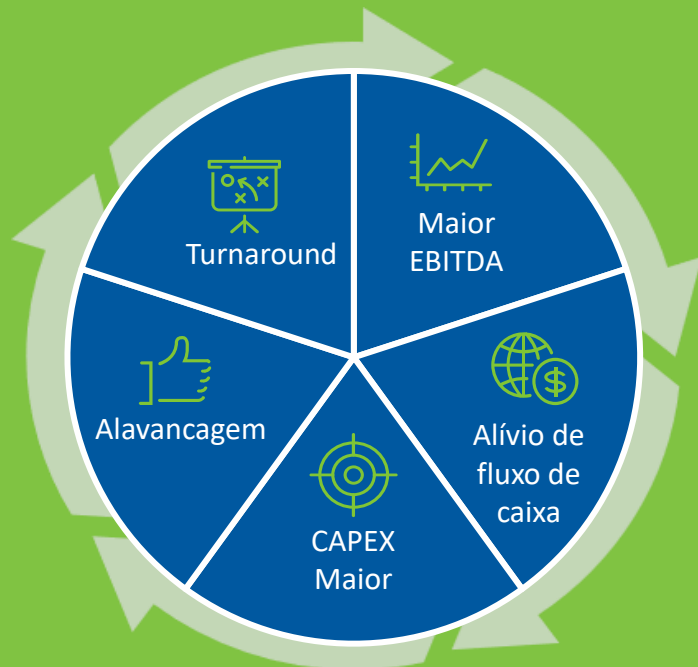 Turnaround
Maior
EBITDA
Alívio de
fluxo de
caixa
CAPEX
Maior
Alavancagem